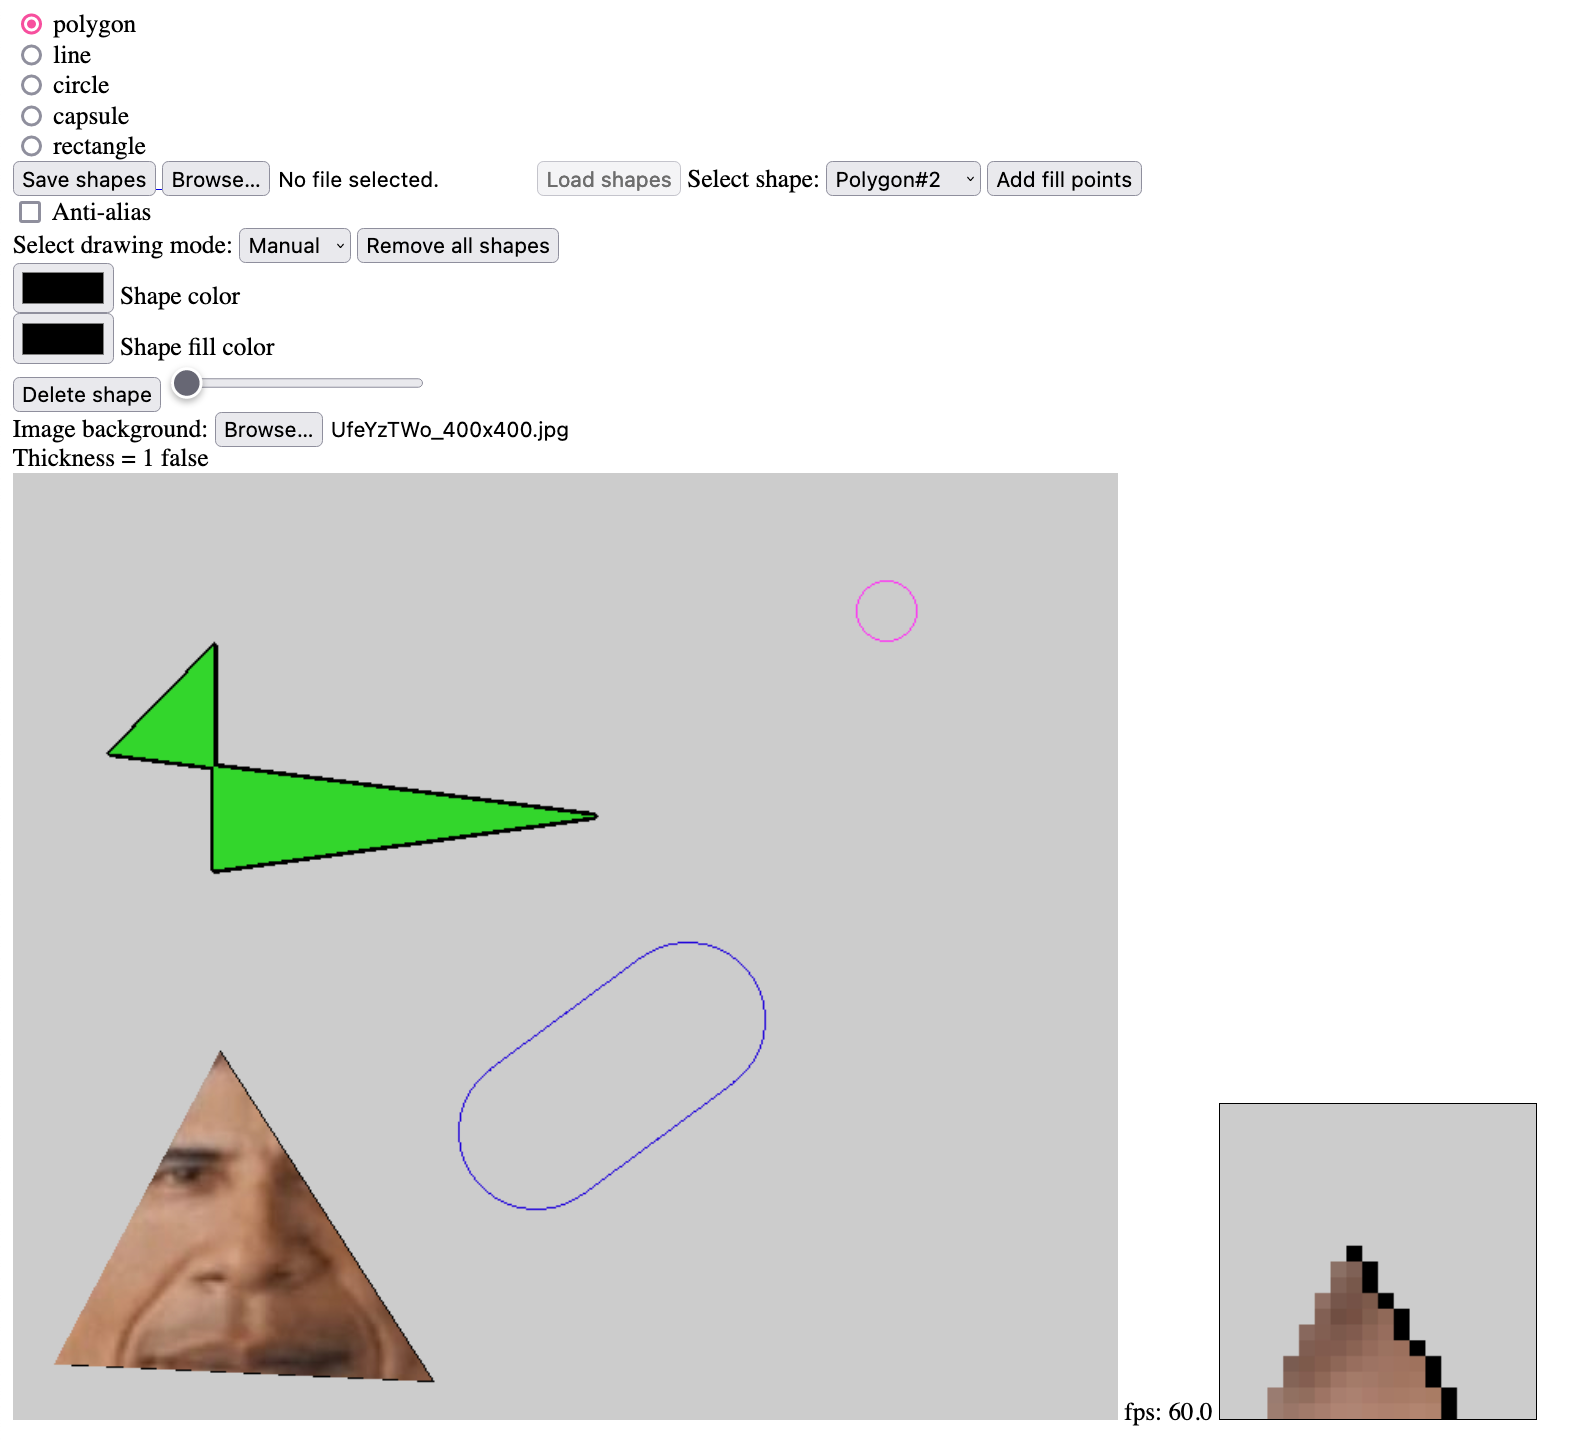 polygon
line
circle
capsule
rectangle
Save shapes Browse... No file selected. Load shapes Select shape: Polygon#2 Add fill points
Anti-alias
Select drawing mode: Manual Remove all shapes
Shape color
Shape fill color
Delete shape
Image background: Browse... UfeYzTWo_400x400.jpg
Thickness = 1 false
fps: 60.0